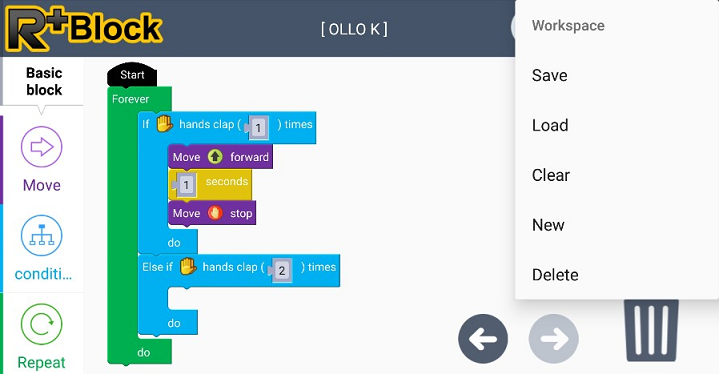 R+Block
[ OLLO K ]
Workspace
Save
Load
Clear
New
Delete
Basic
block
Move
conditi...
Repeat
Start
Forever
If hands clap ( 1 ) times
Move forward
1 seconds
Move stop
do
Else if hands clap ( 2 ) times
do
do